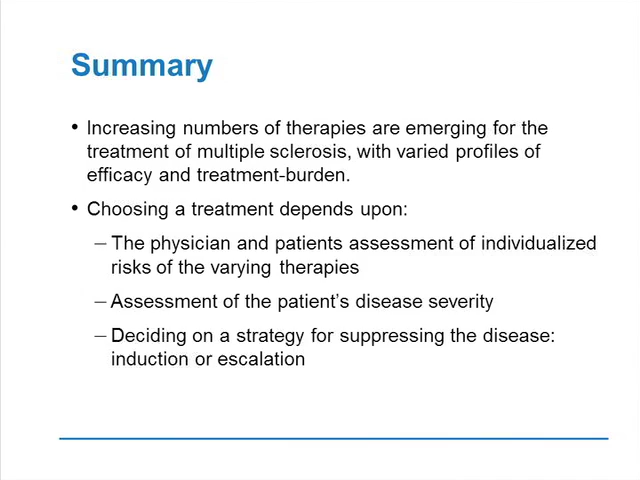 Summary
• Increasing numbers of therapies are emerging for the
treatment of multiple sclerosis, with varied profiles of
efficacy and treatment-burden.
• Choosing a treatment depends upon:
– The physician and patients assessment of individualized
risks of the varying therapies
– Assessment of the patient's disease severity
– Deciding on a strategy for suppressing the disease:
induction or escalation